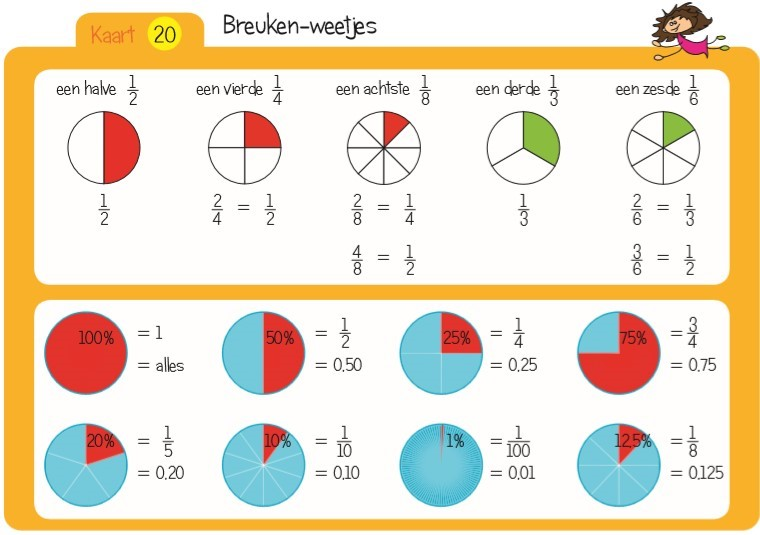 Kaart 20 Breuken-weetjes
een halve 1/2 een vierde 1/4 een achtste 1/8 een derde 1/3 een zesde 1/6
1/2 2/4 = 1/2 2/8 = 1/4 1/3 2/6 = 1/3
4/8 = 1/2 3/6 = 1/2
100% = 1 50% = 1/2 25% = 1/4 75% = 3/4
= alles = 0.50 = 0.25 = 0.75
20% = 1/5 10% = 1/10 1% = 1/100 12,5% = 1/8
= 0.20 = 0.10 = 0.01 = 0.125